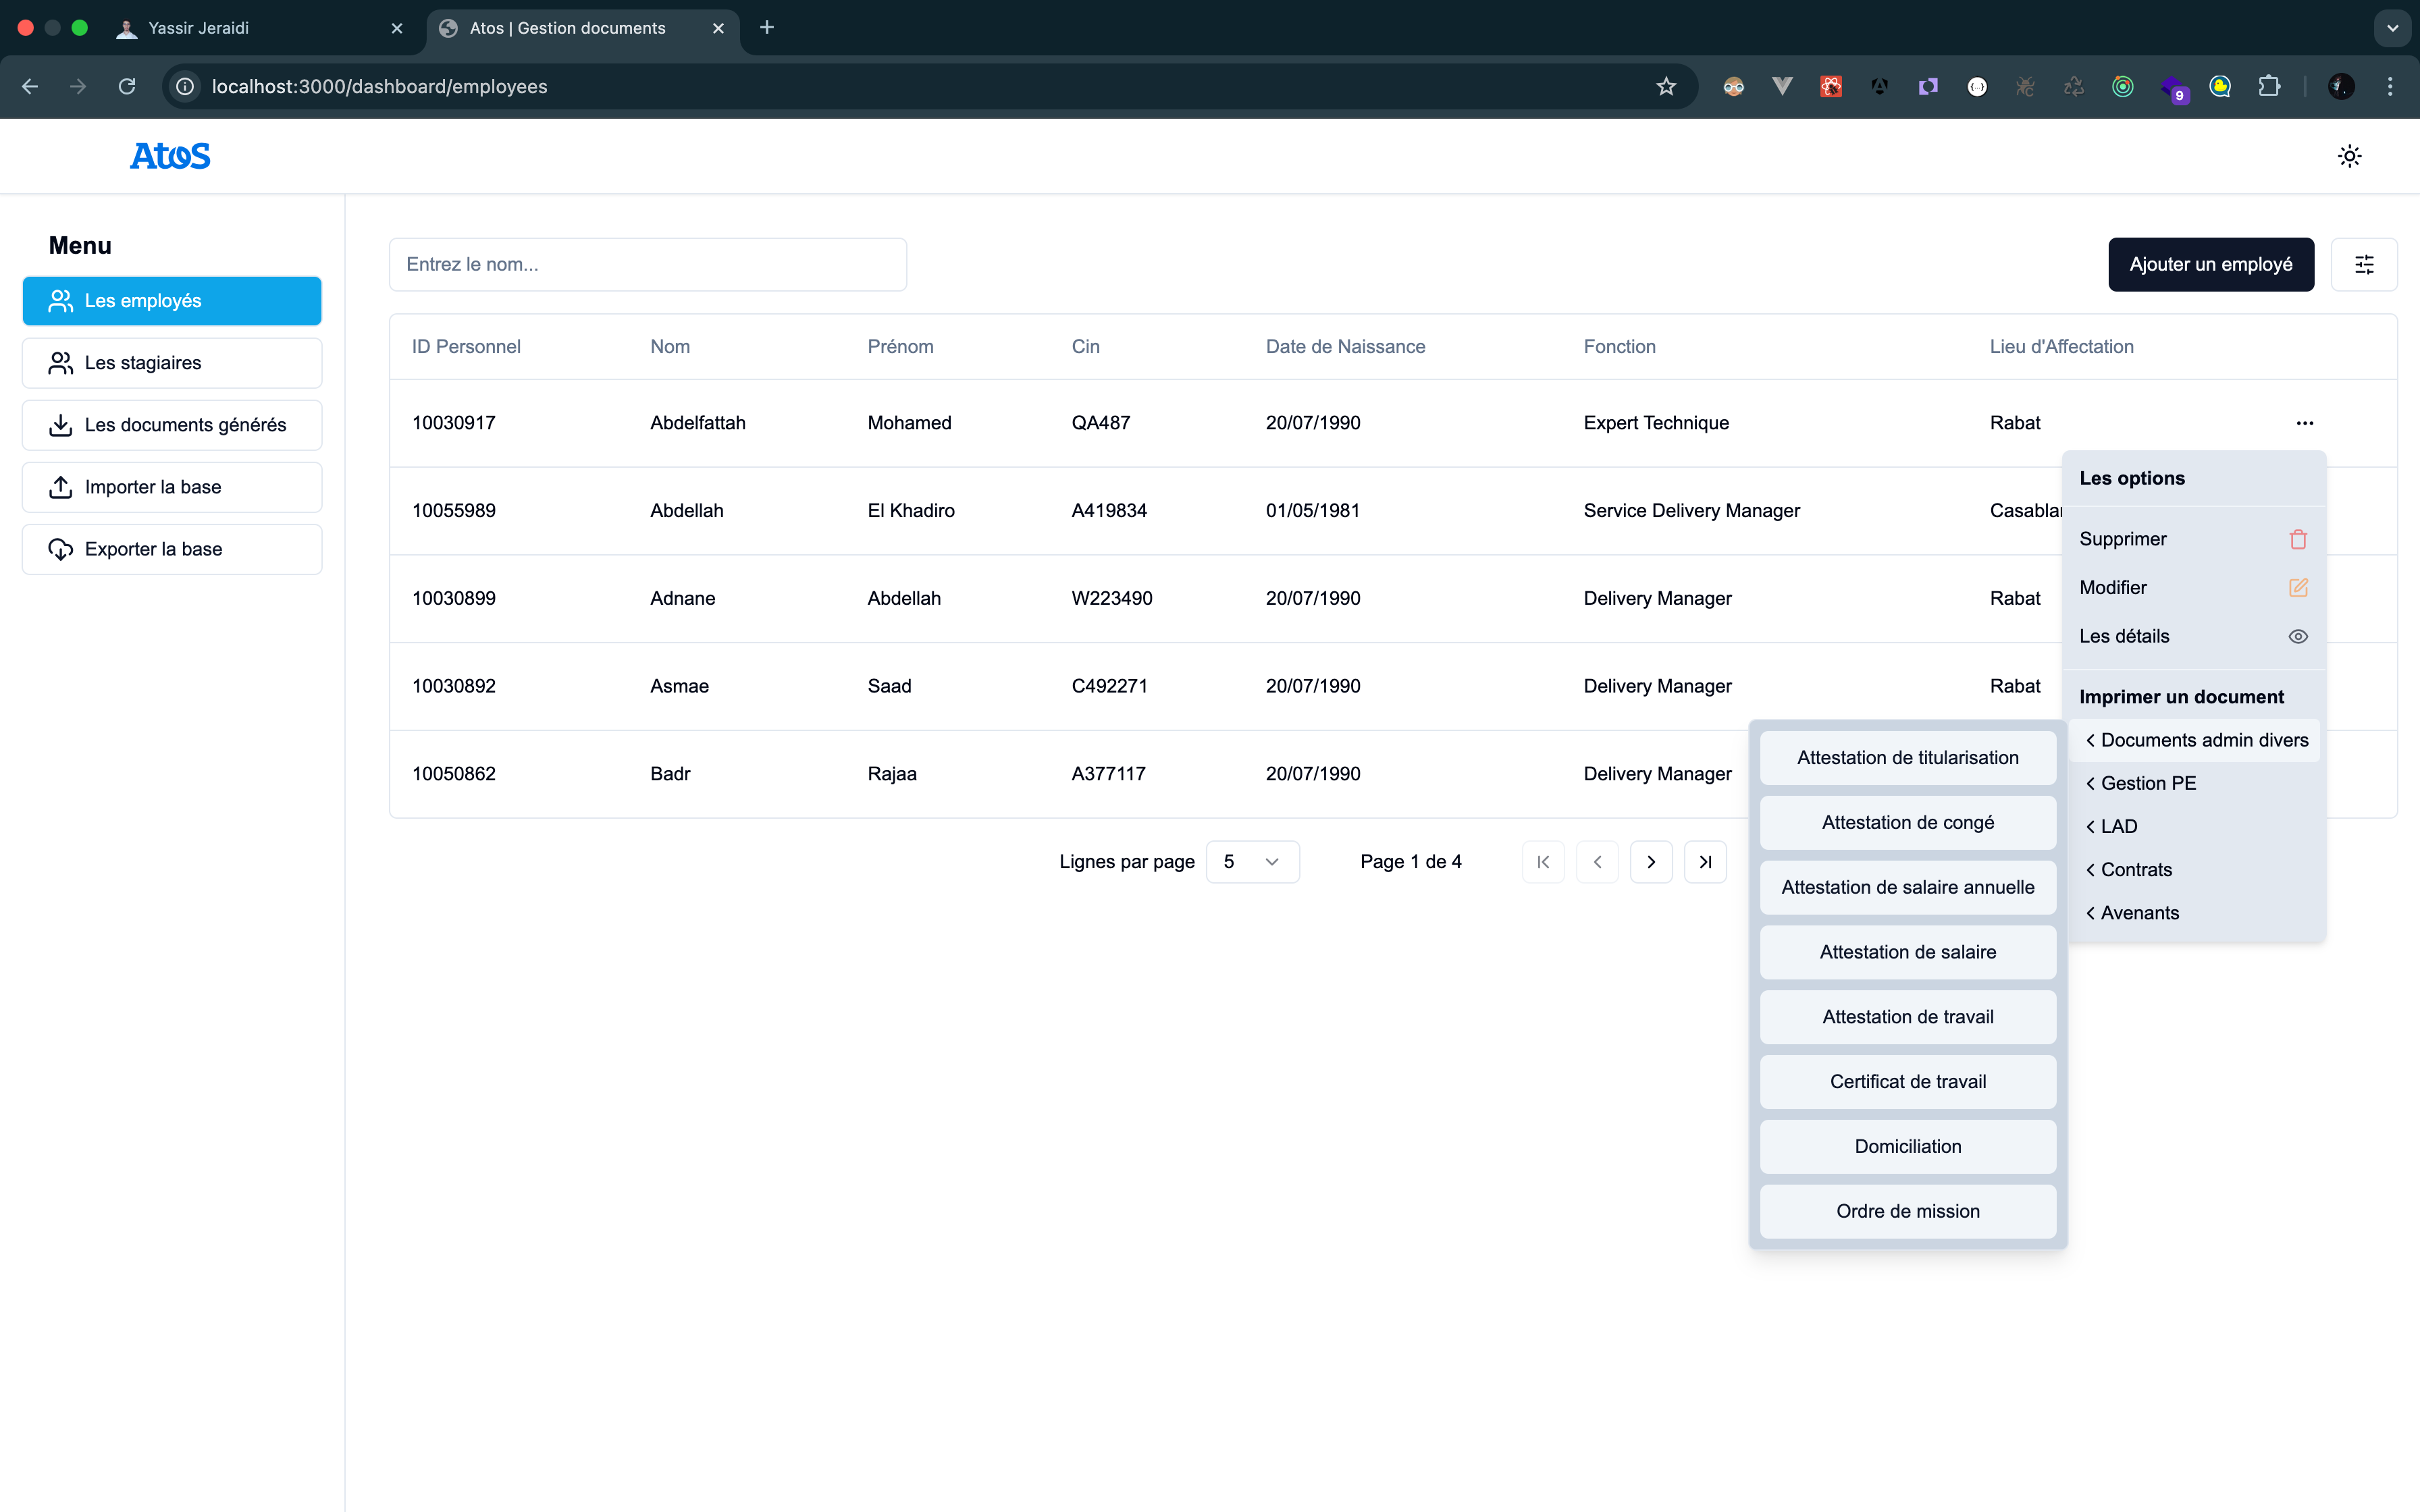 Yassir Jeraidi
Atos | Gestion documents
localhost:3000/dashboard/employees
9
Atos
Menu
Les employés
Les stagiaires
Les documents générés
Importer la base
Exporter la base
Entrez le nom...
Ajouter un employé
ID Personnel Nom Prénom Cin Date de Naissance Fonction Lieu d'Affectation
10030917 Abdelfattah Mohamed QA487 20/07/1990 Expert Technique Rabat ...
10055989 Abdellah El Khadiro A419834 01/05/1981 Service Delivery Manager Casablan
10030899 Adnane Abdellah W223490 20/07/1990 Delivery Manager Rabat
10030892 Asmae Saad C492271 20/07/1990 Delivery Manager Rabat
10050862 Badr Rajaa A377117 20/07/1990 Delivery Manager
Lignes par page 5 Page 1 de 4
Les options
Supprimer
Modifier
Les détails
Imprimer un document
Documents admin divers
Gestion PE
LAD
Contrats
Avenants
Attestation de titularisation
Attestation de congé
Attestation de salaire annuelle
Attestation de salaire
Attestation de travail
Certificat de travail
Domiciliation
Ordre de mission